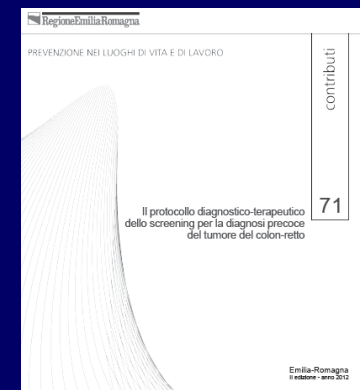 RegioneEmiliaRomagna
PREVENZIONE NEI LUOGHI DI VITA E DI LAVORO
contributi
71
Il protocollo diagnostico-terapeutico
dello screening per la diagnosi precoce
del tumore del colon-retto
Emilia-Romagna
II edizione - anno 2012